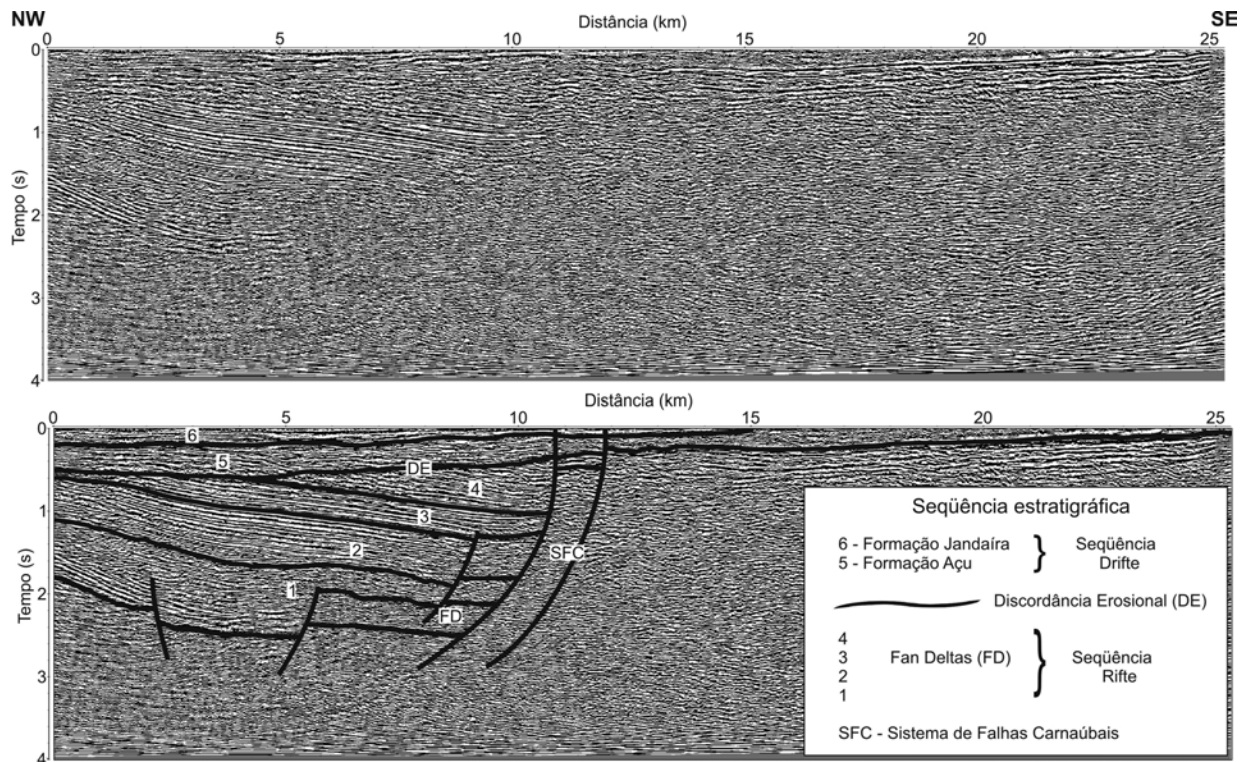 NW
Distância (km)
SE
0 5 10 15 20 25
0
1
2
3
4
Tempo (s)
Distância (km)
0 5 10 15 20 25
0
1
2
3
4
Tempo (s)
6
5
DE
4
3
2
SFC
1
FD
Seqüência estratigráfica
6 - Formação Jandaíra
5 - Formação Açu
} Seqüência
Drifte
Discordância Erosional (DE)
4
3
2
1
Fan Deltas (FD)
} Seqüência
Rifte
SFC - Sistema de Falhas Carnaúbais